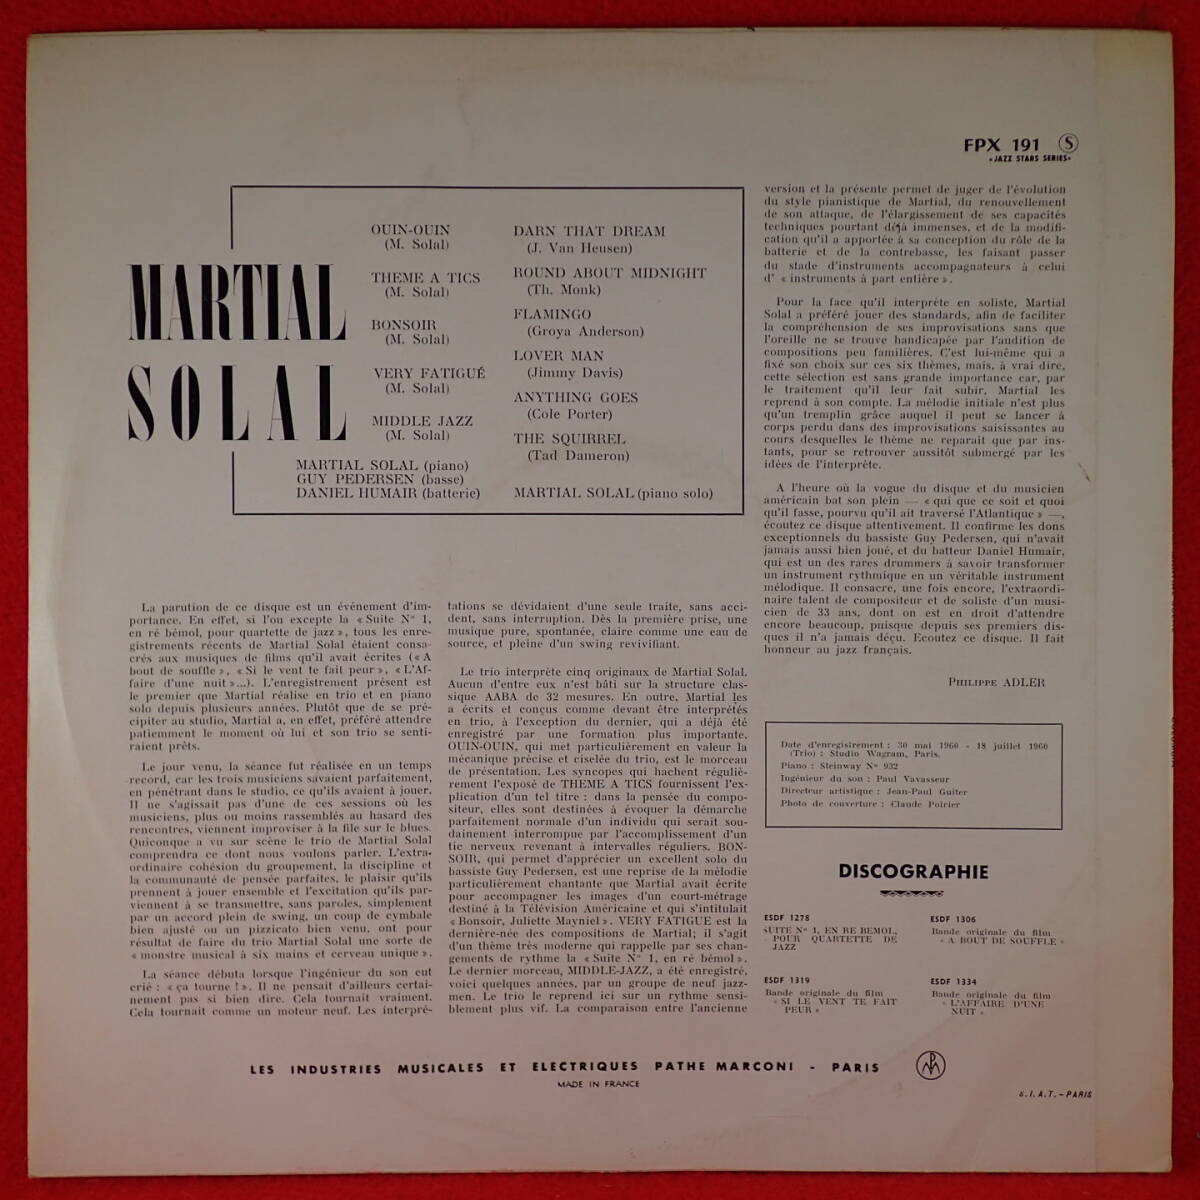 FPX 191 S
«JAZZ STARS SERIES»
MARTIAL
SOLAL
OUIN-OUIN
(M. Solal)
THEME A TICS
(M. Solal)
BONSOIR
(M. Solal)
VERY FATIGUÉ
(M. Solal)
MIDDLE JAZZ
(M. Solal)
MARTIAL SOLAL (piano)
GUY PEDERSEN (basse)
DANIEL HUMAIR (batterie)
DARN THAT DREAM
(J. Van Heusen)
ROUND ABOUT MIDNIGHT
(Th. Monk)
FLAMINGO
(Groya Anderson)
LOVER MAN
(Jimmy Davis)
ANYTHING GOES
(Cole Porter)
THE SQUIRREL
(Tad Dameron)
MARTIAL SOLAL (piano solo)
La parution de ce disque est un événement d'im-
portance. En effet, si l'on excepte la « Suite N° 1,
en ré bémol, pour quartette de jazz », tous les enre-
gistrements récents de Martial Solal étaient consa-
crés aux musiques de films qu'il avait écrites (« A
bout de souffle », « Si le vent te fait peur », « L'Af-
faire d'une nuit »...). L'enregistrement présent est
le premier que Martial réalise en trio et en piano
solo depuis plusieurs années. Plutôt que de se pré-
cipiter au studio, Martial a, en effet, préféré attendre
patiemment le moment où lui et son trio se senti-
raient prêts.
Le jour venu, la séance fut réalisée en un temps
record, car les trois musiciens savaient parfaitement,
en pénétrant dans le studio, ce qu'ils avaient à jouer.
Il ne s'agissait pas d'une de ces sessions où les
musiciens, plus ou moins rassemblés au hasard des
rencontres, viennent improviser à la file sur le blues.
Quiconque a vu sur scène le trio de Martial Solal
comprendra ce dont nous voulons parler. L'extra-
ordinaire cohésion du groupement, la discipline et
la communauté de pensée parfaites, le plaisir qu'ils
prennent à jouer ensemble et l'excitation qu'ils par-
viennent à se transmettre, sans paroles, simplement
par un accord plein de swing, un coup de cymbale
bien ajusté ou un pizzicato bien venu, ont pour
résultat de faire du trio Martial Solal une sorte de
« monstre musical à six mains et cerveau unique ».
La séance débuta lorsque l'ingénieur du son eut
crié : « ça tourne ! ». Il ne pensait d'ailleurs certai-
nement pas si bien dire. Cela tournait vraiment.
Cela tournait comme un moteur neuf. Les interpré-
tations se dévidaient d'une seule traite, sans acci-
dent, sans interruption. Dès la première prise, une
musique pure, spontanée, claire comme une eau de
source, et pleine d'un swing revivifiant.
Le trio interprète cinq originaux de Martial Solal.
Aucun d'entre eux n'est bâti sur la structure clas-
sique AABA de 32 mesures. En outre, Martial les
a écrits et conçus comme devant être interprétés
en trio, à l'exception du dernier, qui a déjà été
enregistré par une formation plus importante.
OUIN-OUIN, qui met particulièrement en valeur la
mécanique précise et ciselée du trio, est le morceau
de présentation. Les syncopes qui hachent réguliè-
rement l'exposé de THEME A TICS fournissent l'ex-
plication d'un tel titre : dans la pensée du compo-
siteur, elles sont destinées à évoquer la démarche
parfaitement normale d'un individu qui serait sou-
dainement interrompue par l'accomplissement d'un
tic nerveux revenant à intervalles réguliers. BON-
SOIR, qui permet d'apprécier un excellent solo du
bassiste Guy Pedersen, est une reprise de la mélodie
particulièrement chantante que Martial avait écrite
pour accompagner les images d'un court-métrage
destiné à la Télévision Américaine et qui s'intitulait
« Bonsoir, Juliette Mayniel ». VERY FATIGUE est la
dernière-née des compositions de Martial; il s'agit
d'un thème très moderne qui rappelle par ses chan-
gements de rythme la « Suite N° 1, en ré bémol ».
Le dernier morceau, MIDDLE-JAZZ, a été enregistré,
voici quelques années, par un groupe de neuf jazz-
men. Le trio le reprend ici sur un rythme sensi-
blement plus vif. La comparaison entre l'ancienne
version et la présente permet de juger de l'évolution
du style pianistique de Martial, du renouvellement
de son attaque, de l'élargissement de ses capacités
techniques pourtant déjà immenses, et de la modifi-
cation qu'il a apportée à sa conception du rôle de la
batterie et de la contrebasse, les faisant passer
du stade d'instruments accompagnateurs à celui
d' « instruments à part entière ».
Pour la face qu'il interprète en soliste, Martial
Solal a préféré jouer des standards, afin de faciliter
la compréhension de ses improvisations sans que
l'oreille ne se trouve handicapée par l'audition de
compositions peu familières. C'est lui-même qui a
fixé son choix sur ces six thèmes, mais, à vrai dire,
cette sélection est sans grande importance car, par
le traitement qu'il leur fait subir, Martial les
reprend à son compte. La mélodie initiale n'est plus
qu'un tremplin grâce auquel il peut se lancer à
corps perdu dans des improvisations saisissantes au
cours desquelles le thème ne reparait que par ins-
tants, pour se retrouver aussitôt submergé par les
idées de l'interprète.
A l'heure où la vogue du disque et du musicien
américain bat son plein — « qui que ce soit et quoi
qu'il fasse, pourvu qu'il ait traversé l'Atlantique » —,
écoutez ce disque attentivement. Il confirme les dons
exceptionnels du bassiste Guy Pedersen, qui n'avait
jamais aussi bien joué, et du batteur Daniel Humair,
qui est un des rares drummers à savoir transformer
un instrument rythmique en un véritable instrument
mélodique. Il consacre, une fois encore, l'extraordi-
naire talent de compositeur et de soliste d'un musi-
cien de 33 ans, dont on est en droit d'attendre
encore beaucoup, puisque depuis ses premiers dis-
ques il n'a jamais déçu. Ecoutez ce disque. Il fait
honneur au jazz français.
PHILIPPE ADLER
Date d'enregistrement : 30 mai 1960 - 18 juillet 1960
(Trio) : Studio Wagram, Paris.
Piano : Steinway N° 932
Ingénieur du son : Paul Vavasseur
Directeur artistique : Jean-Paul Guiter
Photo de couverture : Claude Poirier
DISCOGRAPHIE
ESDF 1278
SUITE N° 1, EN RE BEMOL,
POUR QUARTETTE DE
JAZZ
ESDF 1306
Bande originale du film
« A BOUT DE SOUFFLE »
ESDF 1319
Bande originale du film
« SI LE VENT TE FAIT
PEUR »
ESDF 1334
Bande originale du film
« L'AFFAIRE D'UNE
NUIT »
LES INDUSTRIES MUSICALES ET ELECTRIQUES PATHE MARCONI - PARIS
MADE IN FRANCE
S.I.A.T. - PARIS